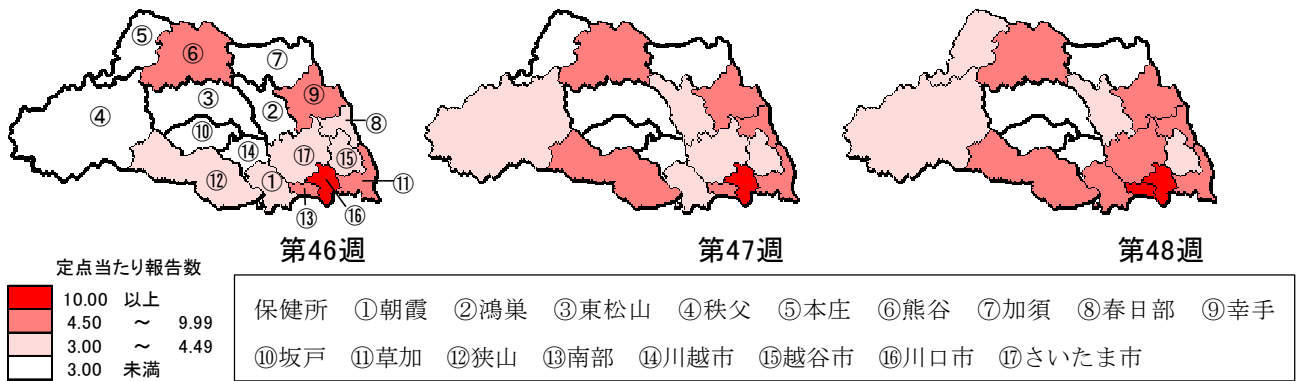 ⑤
⑥
⑦
③
②
⑨
④
⑧
⑩
⑭
⑰
⑮
⑫
①
⑪
⑬
⑯
第46週
第47週
第48週
定点当たり報告数
10.00 以上
4.50 ～ 9.99
3.00 ～ 4.49
3.00 未満
保健所 ①朝霞 ②鴻巣 ③東松山 ④秩父 ⑤本庄 ⑥熊谷 ⑦加須 ⑧春日部 ⑨幸手
⑩坂戸 ⑪草加 ⑫狭山 ⑬南部 ⑭川越市 ⑮越谷市 ⑯川口市 ⑰さいたま市